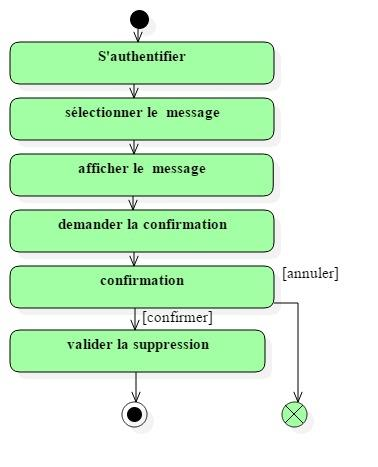 S'authentifier
sélectionner le message
afficher le message
demander la confirmation
confirmation
[annuler]
[confirmer]
valider la suppression